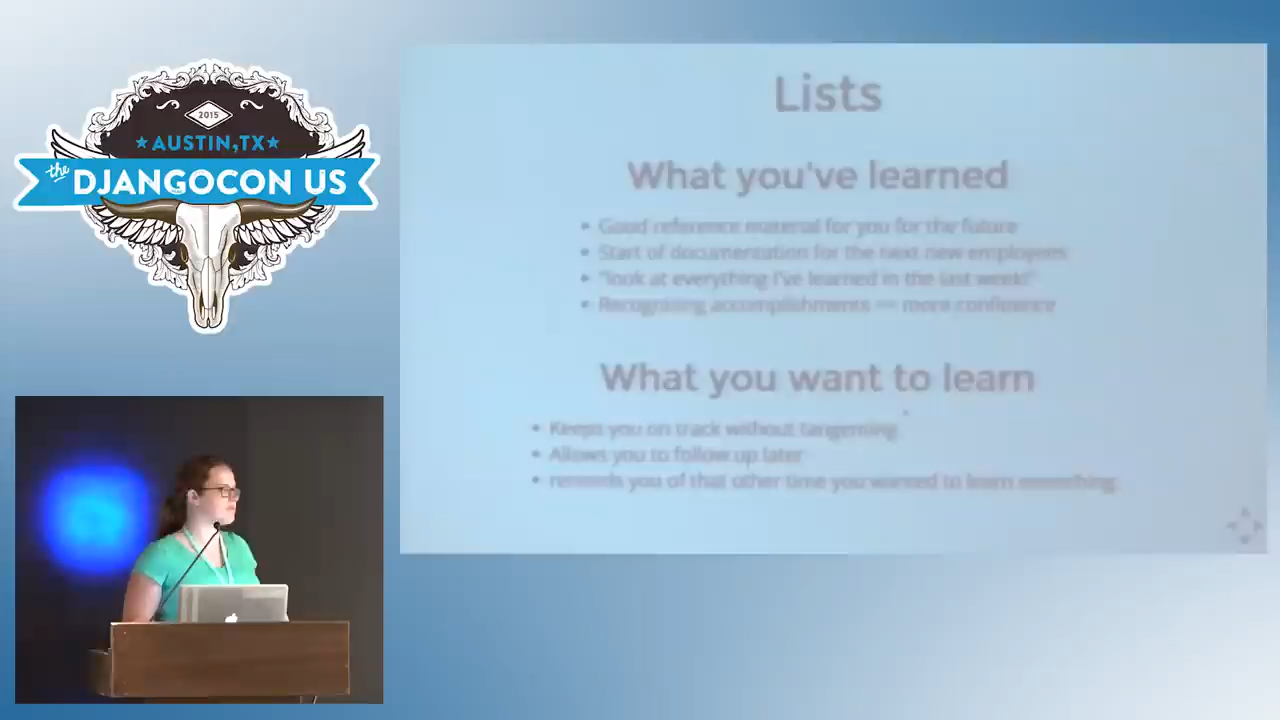 2015
AUSTIN, TX
the
DJANGOCON US
Lists
What you've learned
Good reference material for you for the future
Start of documentation for the next new employees
"look at everything I've learned in the last week!"
Recognizing accomplishments — more confidence
What you want to learn
Keeps you on track without tangenting
Allows you to follow up later
reminds you of that other time you wanted to learn something